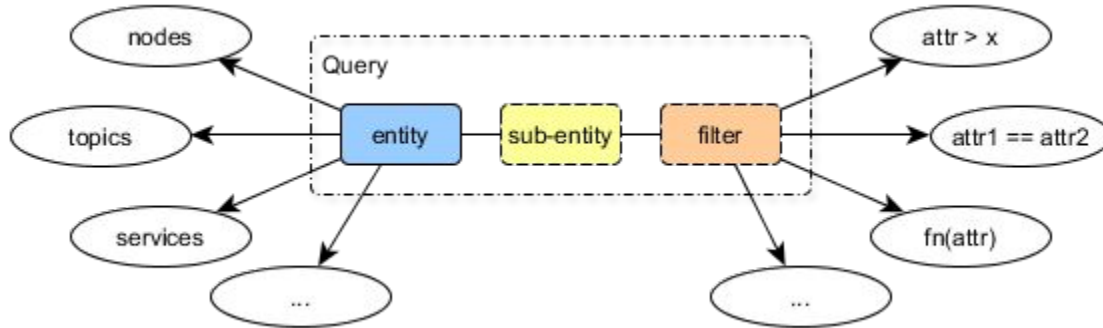 nodes
attr > x
Query
topics
entity
sub-entity
filter
attr1 == attr2
services
fn(attr)
...
...